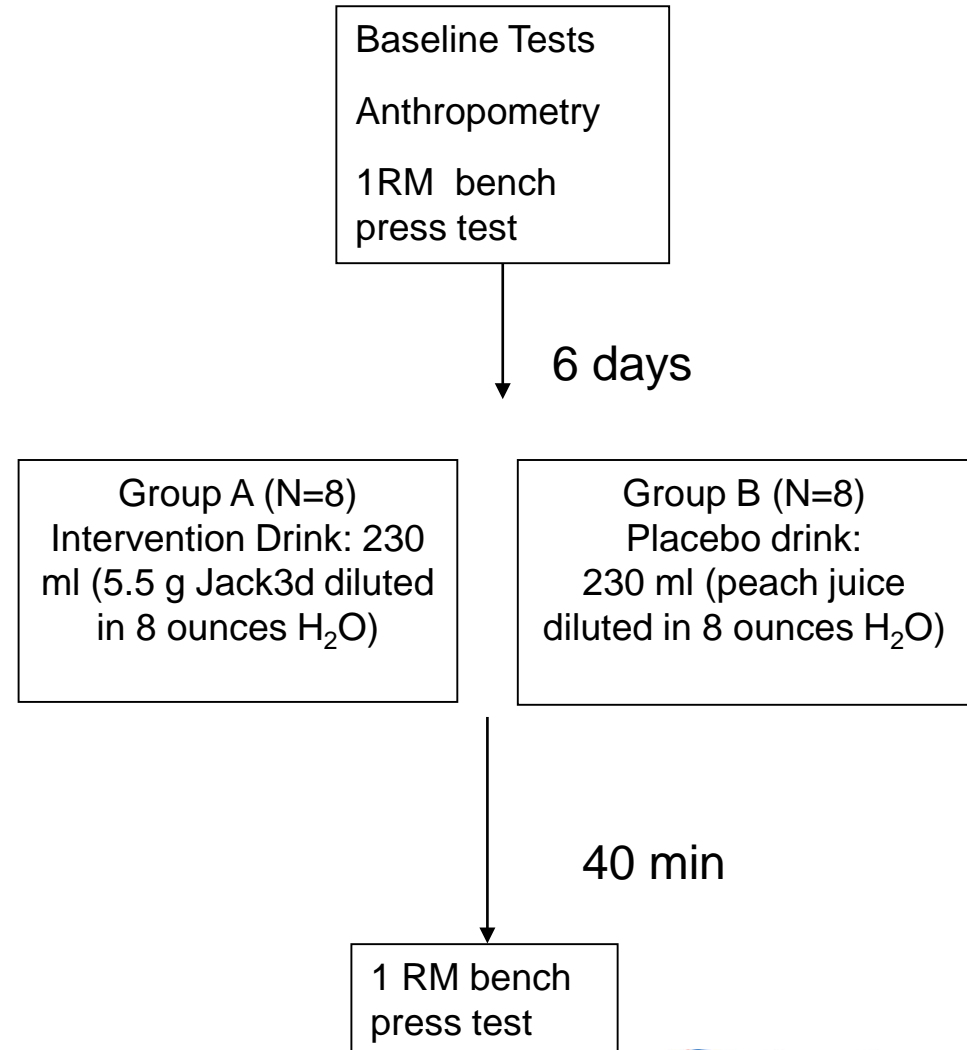 Baseline Tests
Anthropometry
1RM bench
press test
6 days
Group A (N=8)
Intervention Drink: 230
ml (5.5 g Jack3d diluted
in 8 ounces H₂O)
Group B (N=8)
Placebo drink:
230 ml (peach juice
diluted in 8 ounces H₂O)
40 min
1 RM bench
press test